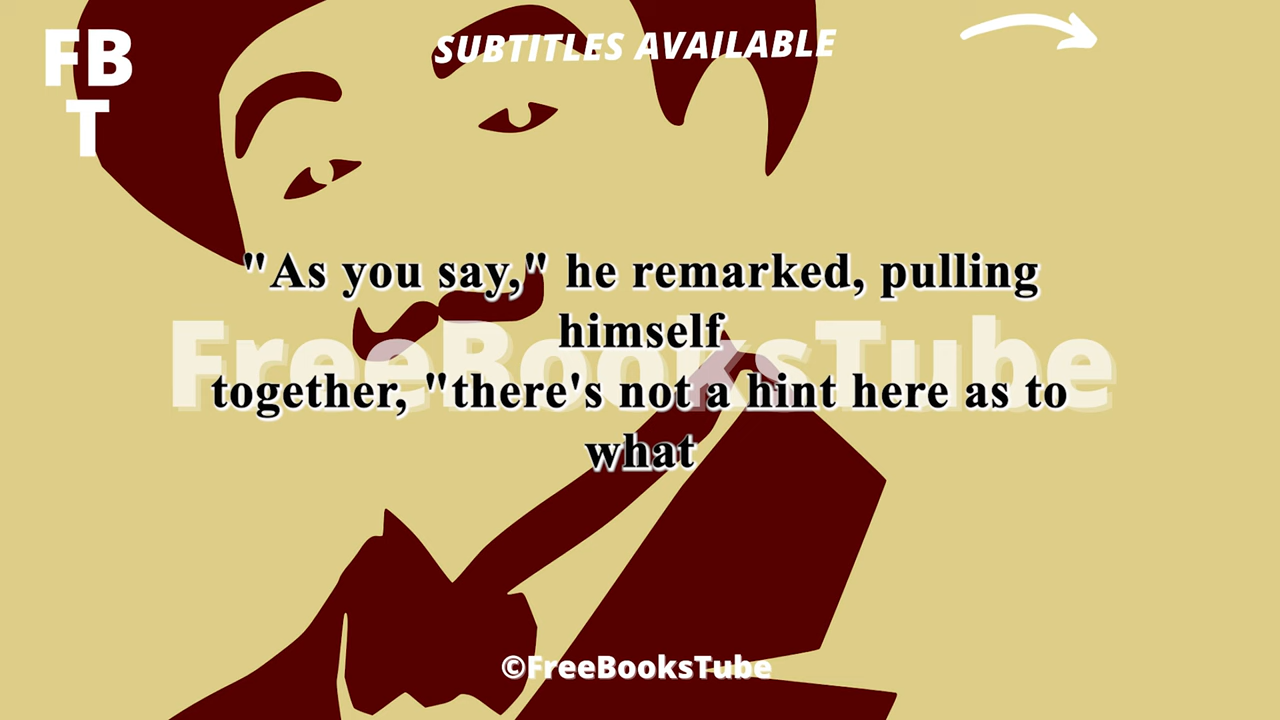 FB
T
SUBTITLES AVAILABLE
"As you say," he remarked, pulling
himself
together, "there's not a hint here as to
what
FreeBooksTube
©FreeBooksTube